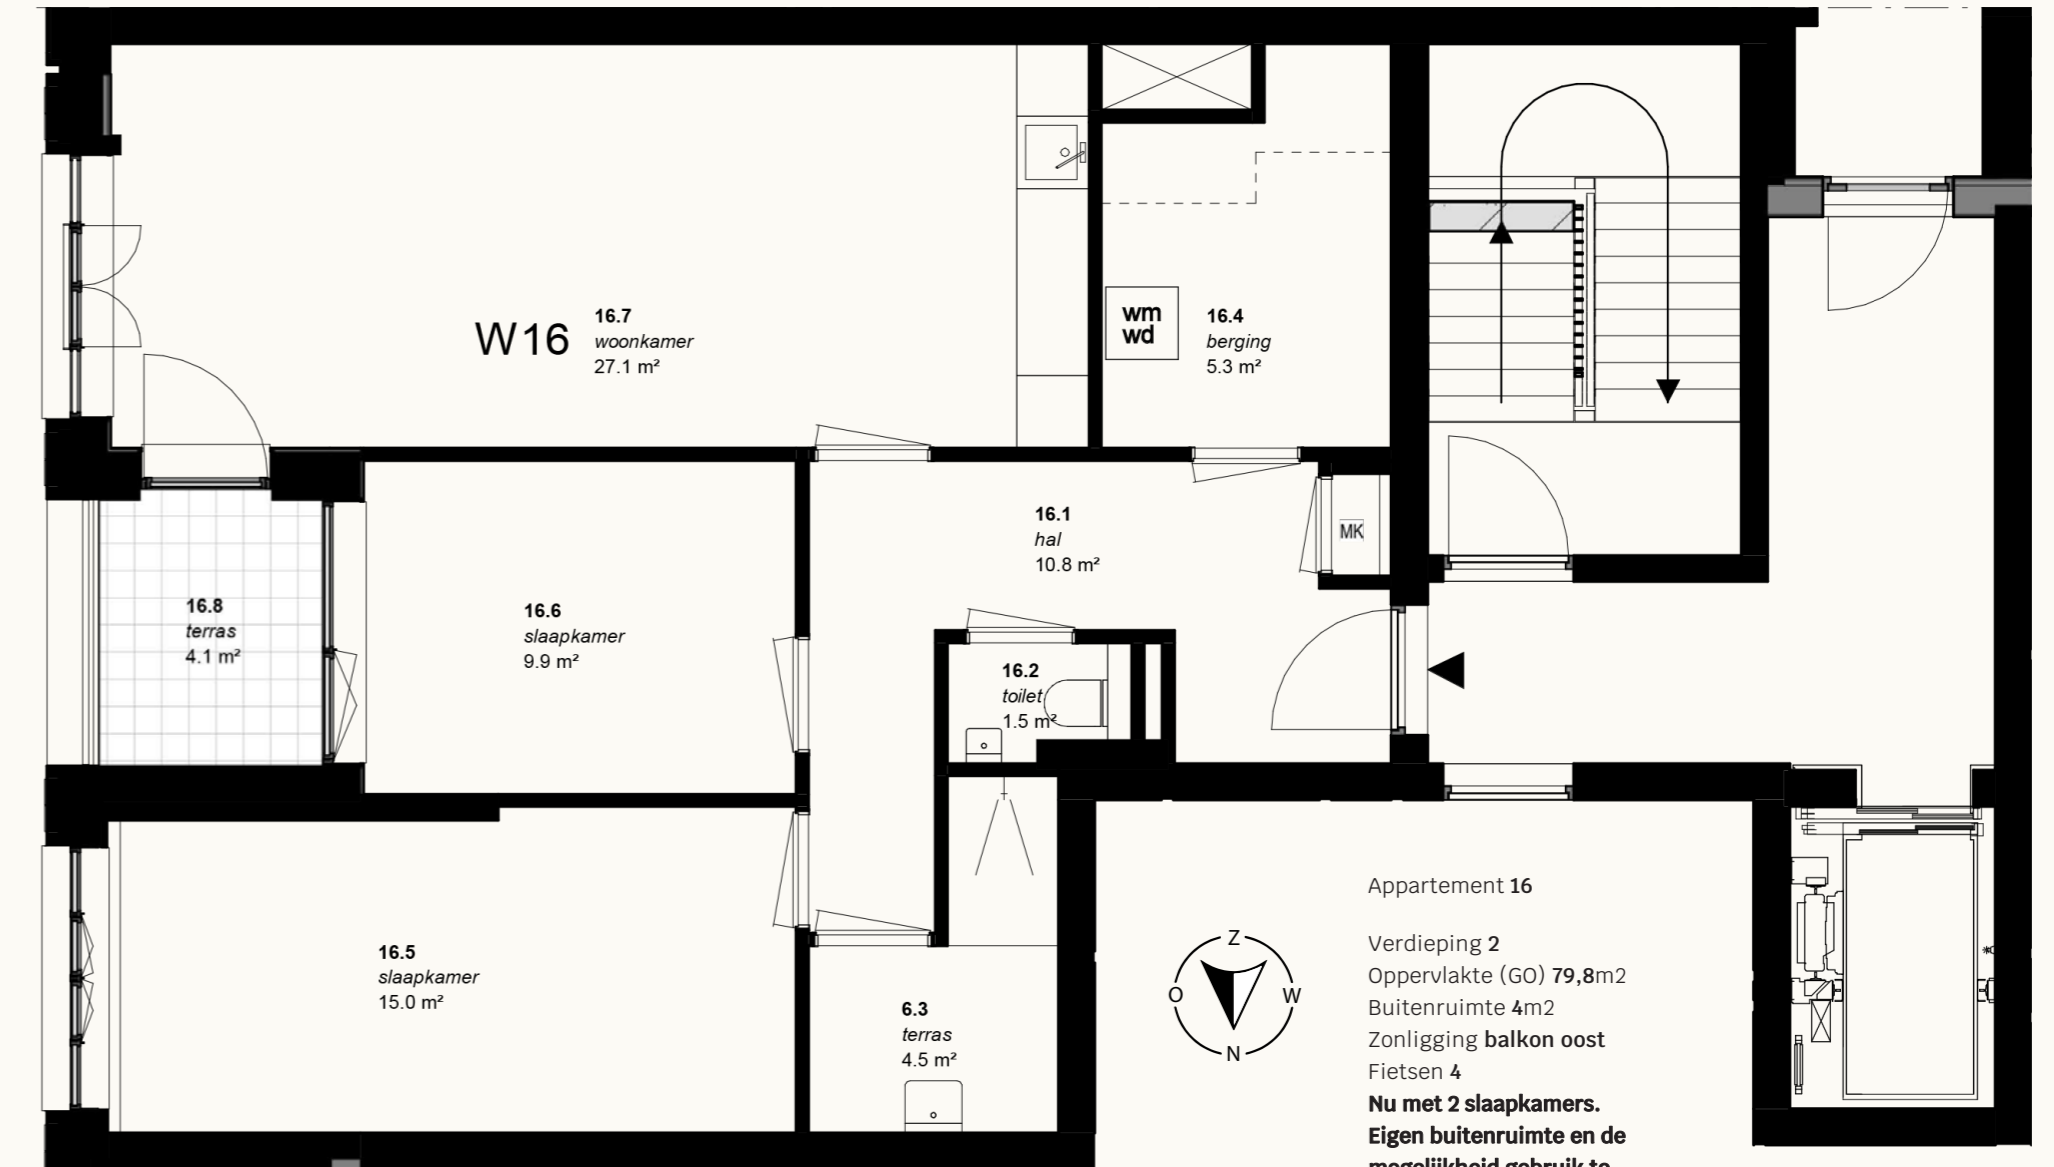 W16
16.7
woonkamer
27.1 m²
wm
wd
16.4
berging
5.3 m²
16.1
hal
10.8 m²
MK
16.8
terras
4.1 m²
16.6
slaapkamer
9.9 m²
16.2
toilet
1.5 m²
16.5
slaapkamer
15.0 m²
6.3
terras
4.5 m²
Z
O
W
N
Appartement 16
Verdieping 2
Oppervlakte (GO) 79,8m2
Buitenruimte 4m2
Zonligging balkon oost
Fietsen 4
Nu met 2 slaapkamers.
Eigen buitenruimte en de
mogelijkheid gebruik te